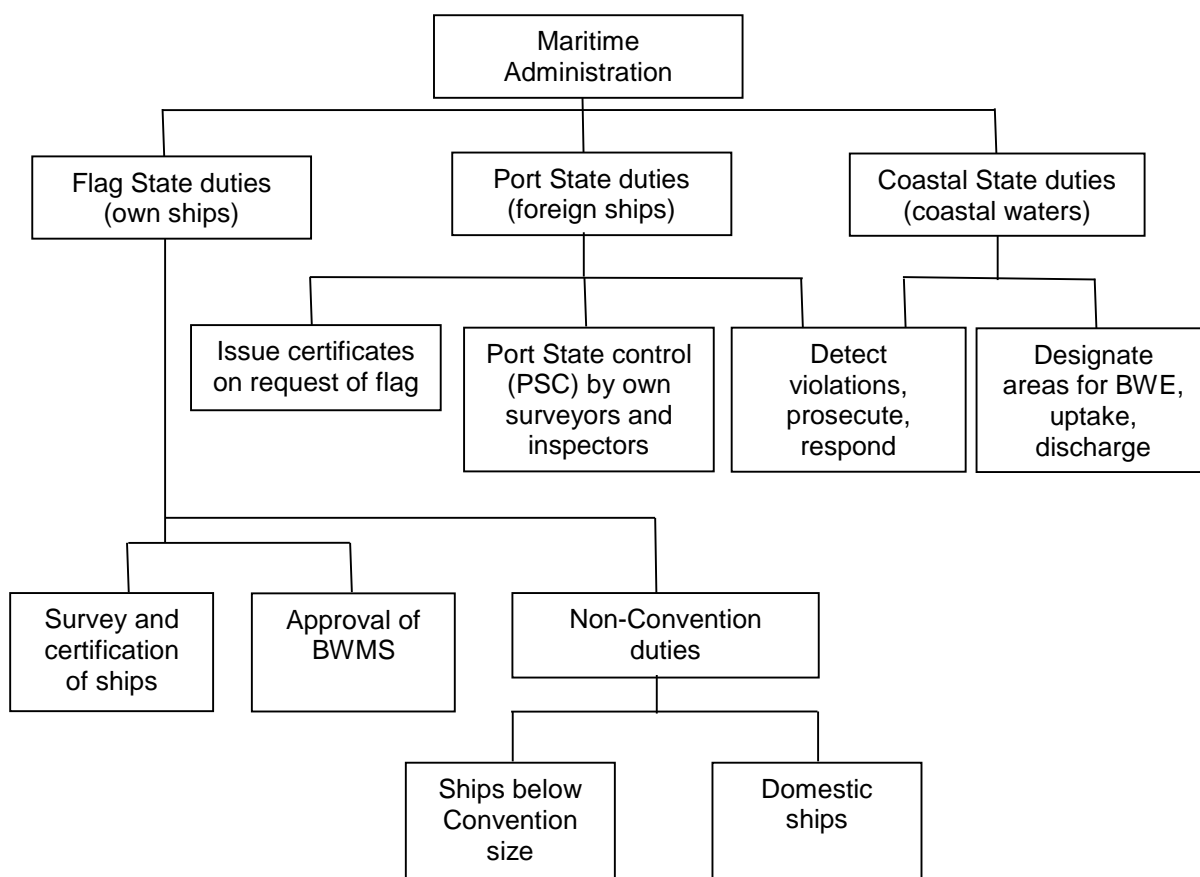 Maritime
Administration
Flag State duties
(own ships)
Port State duties
(foreign ships)
Coastal State duties
(coastal waters)
Issue certificates
on request of flag
Port State control
(PSC) by own
surveyors and
inspectors
Detect
violations,
prosecute,
respond
Designate
areas for BWE,
uptake,
discharge
Survey and
certification
of ships
Approval of
BWMS
Non-Convention
duties
Ships below
Convention
size
Domestic
ships